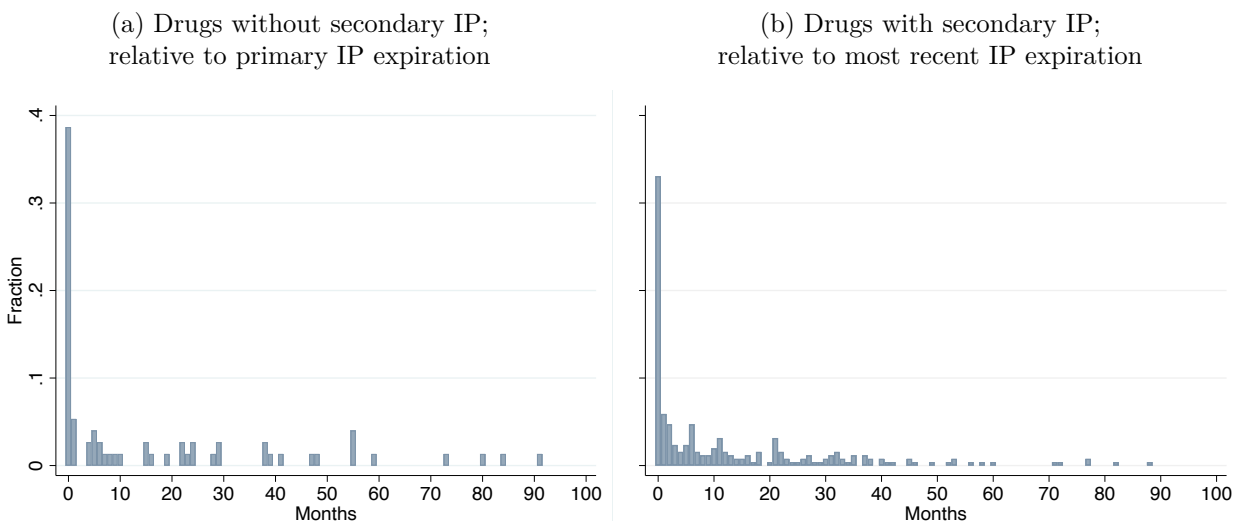 (a) Drugs without secondary IP;
relative to primary IP expiration
(b) Drugs with secondary IP;
relative to most recent IP expiration
Fraction
.4
.3
.2
.1
0
0 10 20 30 40 50 60 70 80 90 100
Months
0 10 20 30 40 50 60 70 80 90 100
Months